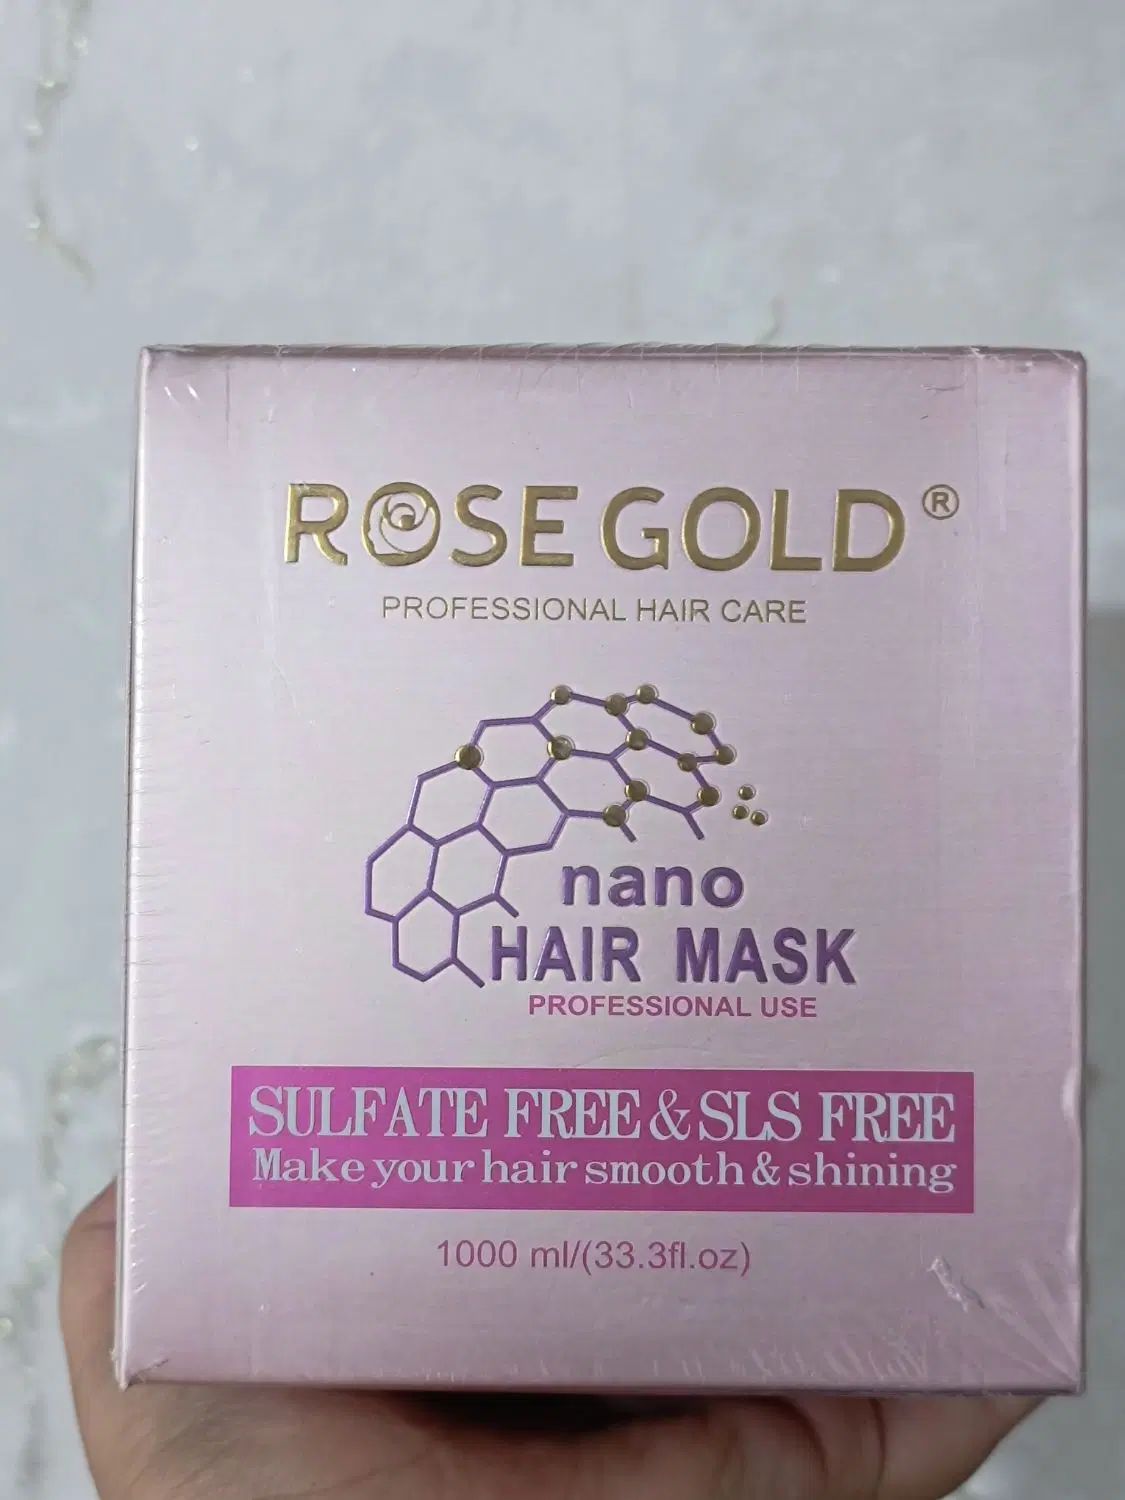 ROSE GOLD ®
PROFESSIONAL HAIR CARE
nano
HAIR MASK
PROFESSIONAL USE
SULFATE FREE & SLS FREE
Make your hair smooth & shining
1000 ml/(33.3fl.oz)